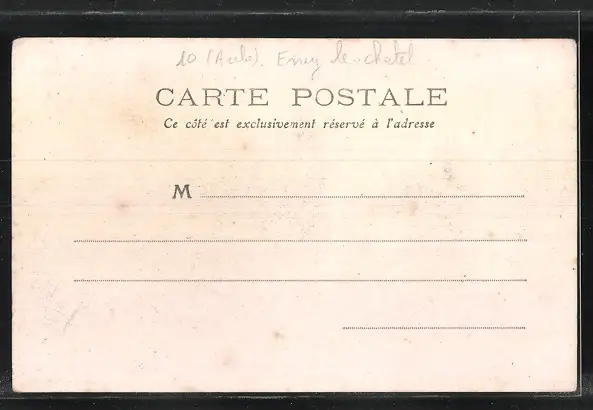 10 (Aube). Ervy le chatel
CARTE POSTALE
Ce côté est exclusivement réservé à l'adresse
M